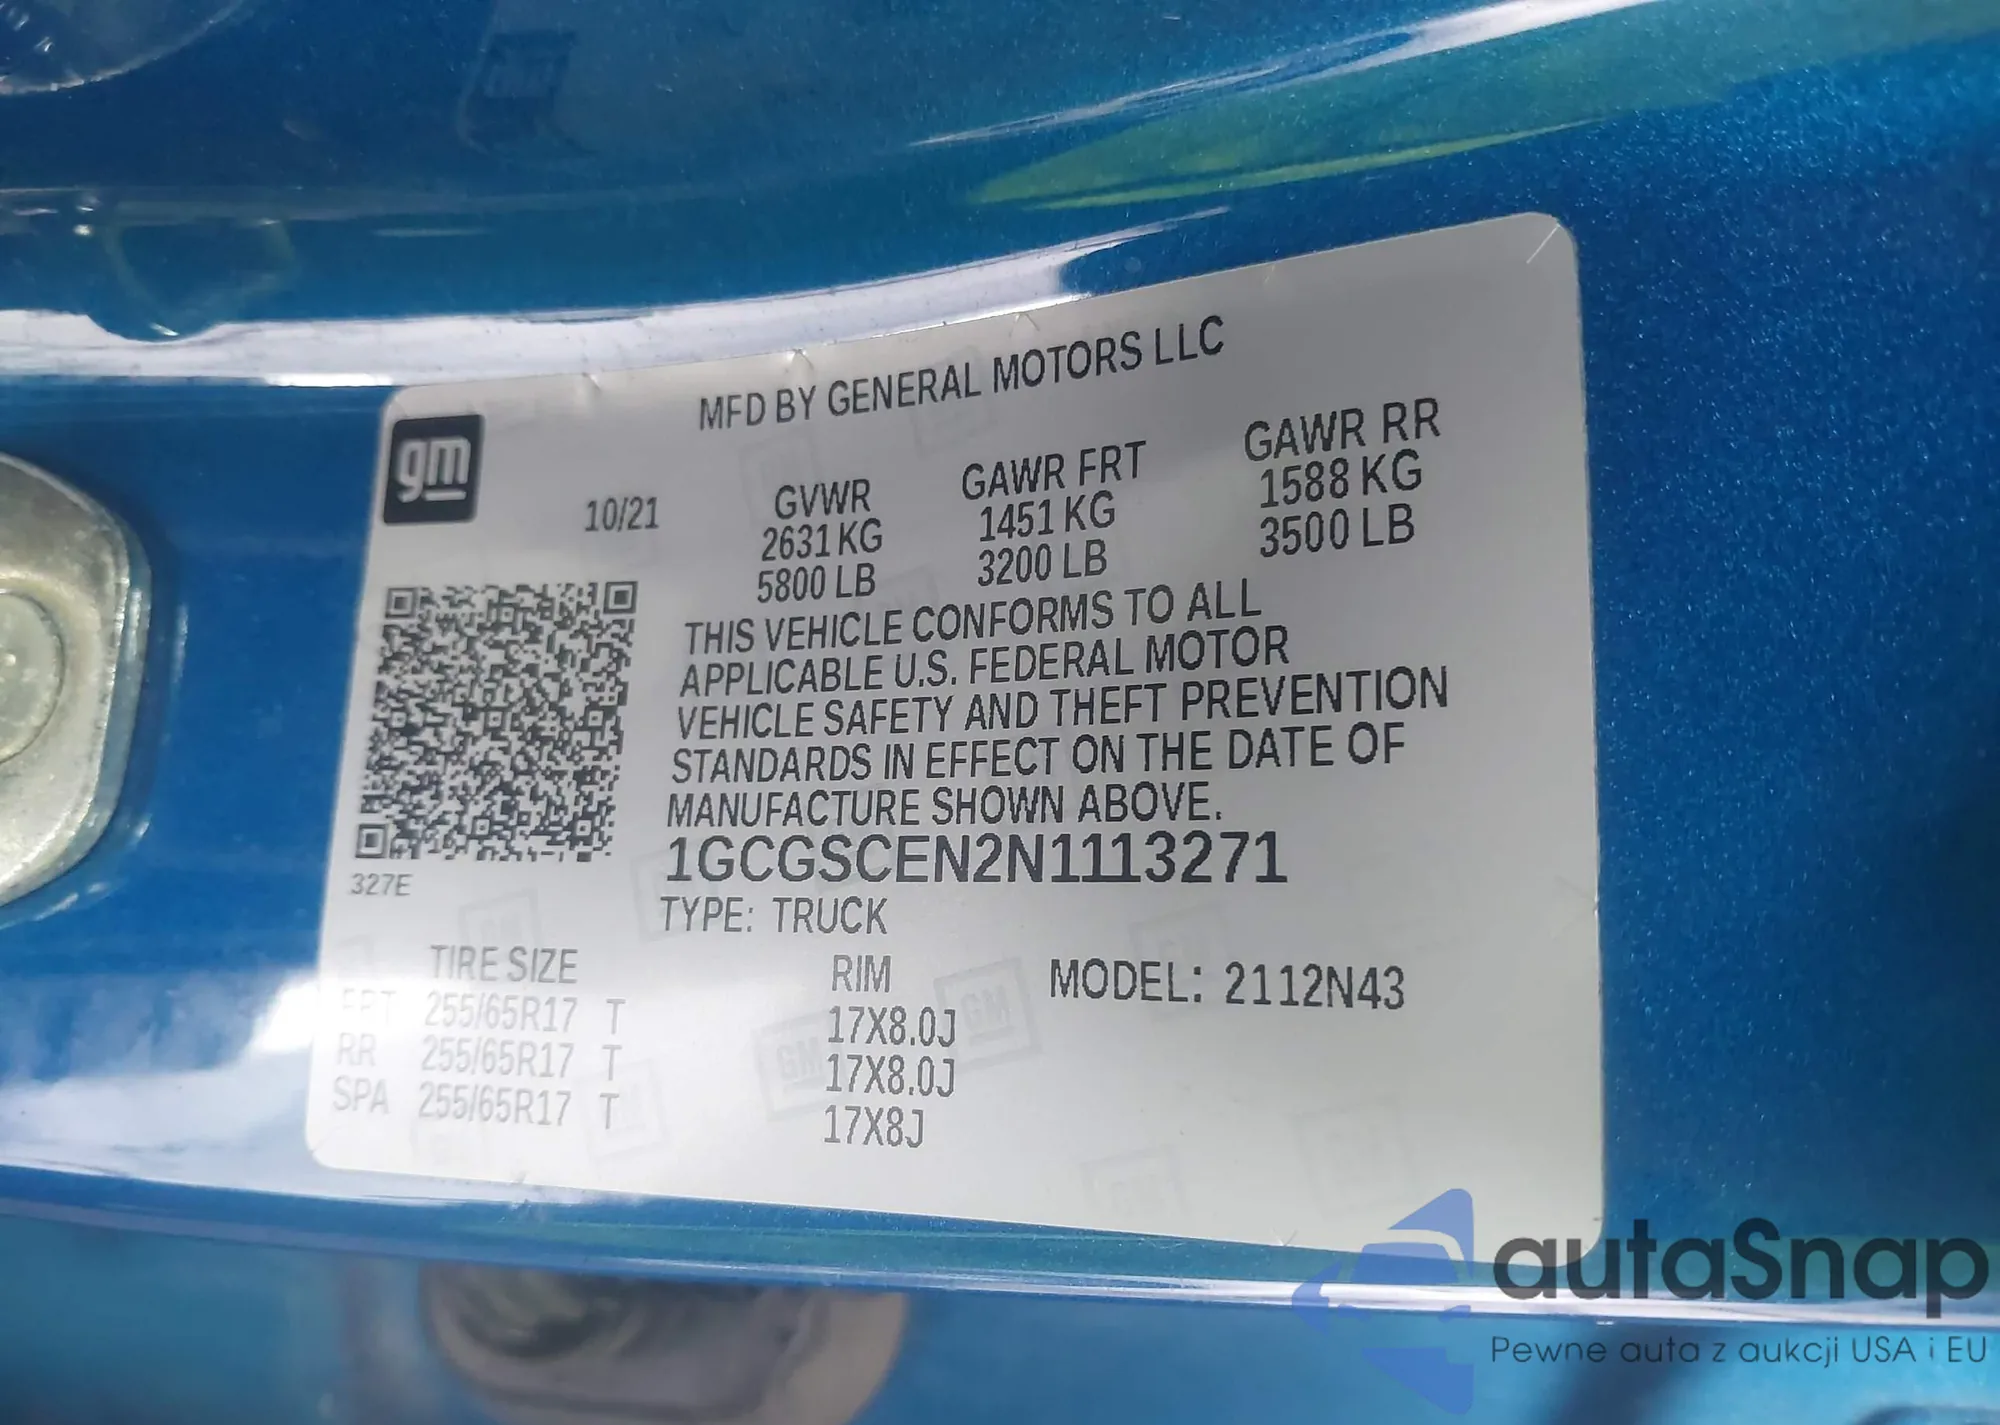 MFD BY GENERAL MOTORS LLC
gm
10/21
GVWR GAWR FRT GAWR RR
2631 KG 1451 KG 1588 KG
5800 LB 3200 LB 3500 LB
THIS VEHICLE CONFORMS TO ALL
APPLICABLE U.S. FEDERAL MOTOR
VEHICLE SAFETY AND THEFT PREVENTION
STANDARDS IN EFFECT ON THE DATE OF
MANUFACTURE SHOWN ABOVE.
1GCGSCEN2N1113271
327E
TYPE: TRUCK
TIRE SIZE RIM MODEL: 2112N43
FRT 255/65R17 T 17X8.0J
RR 255/65R17 T 17X8.0J
SPA 255/65R17 T 17X8J
autaSnap
Pewne auta z aukcji USA i EU